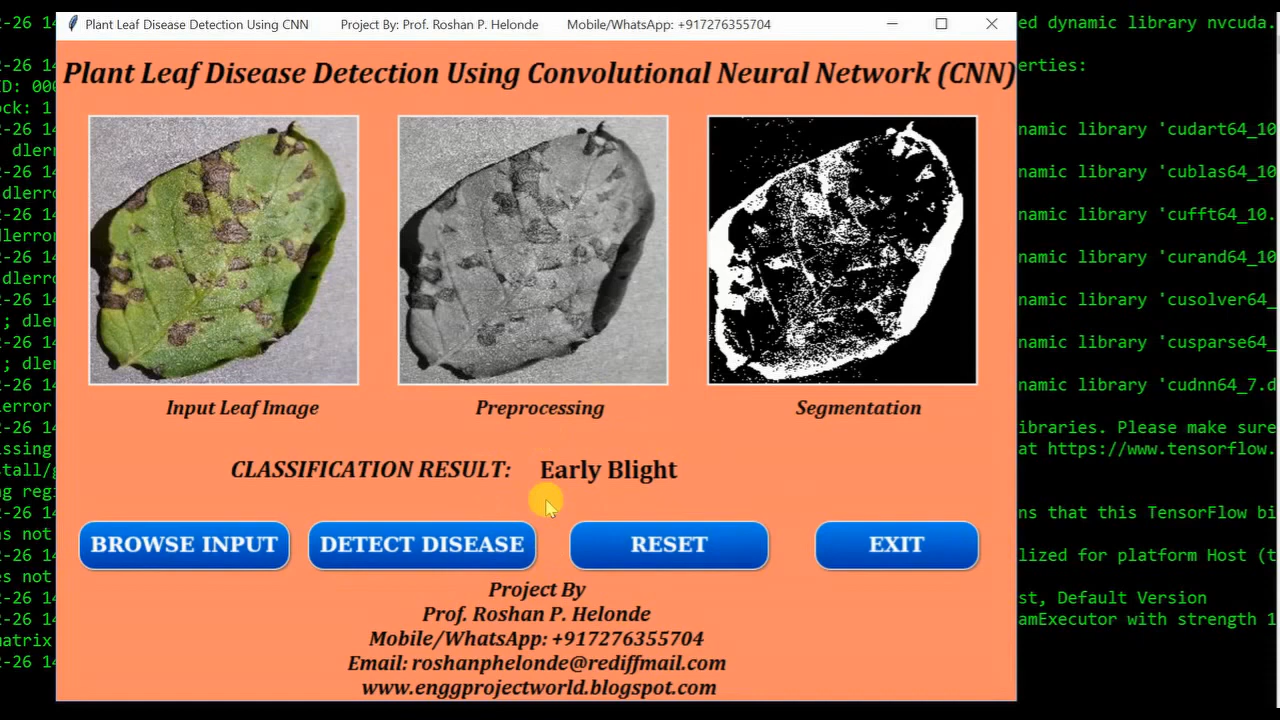 Plant Leaf Disease Detection Using CNN Project By: Prof. Roshan P. Helonde Mobile/WhatsApp: +917276355704
Plant Leaf Disease Detection Using Convolutional Neural Network (CNN)
Input Leaf Image
Preprocessing
Segmentation
CLASSIFICATION RESULT: Early Blight
BROWSE INPUT
DETECT DISEASE
RESET
EXIT
Project By
Prof. Roshan P. Helonde
Mobile/WhatsApp: +917276355704
Email: roshanphelonde@rediffmail.com
www.enggprojectworld.blogspot.com
ed dynamic library nvcuda.
erties:
namic library 'cudart64_10
namic library 'cublas64_10
namic library 'cufft64_10.
namic library 'curand64_10
namic library 'cusolver64_
namic library 'cusparse64_
namic library 'cudnn64_7.d
ibraries. Please make sure
at https://www.tensorflow.
ns that this TensorFlow bi
lized for platform Host (t
st, Default Version
amExecutor with strength 1